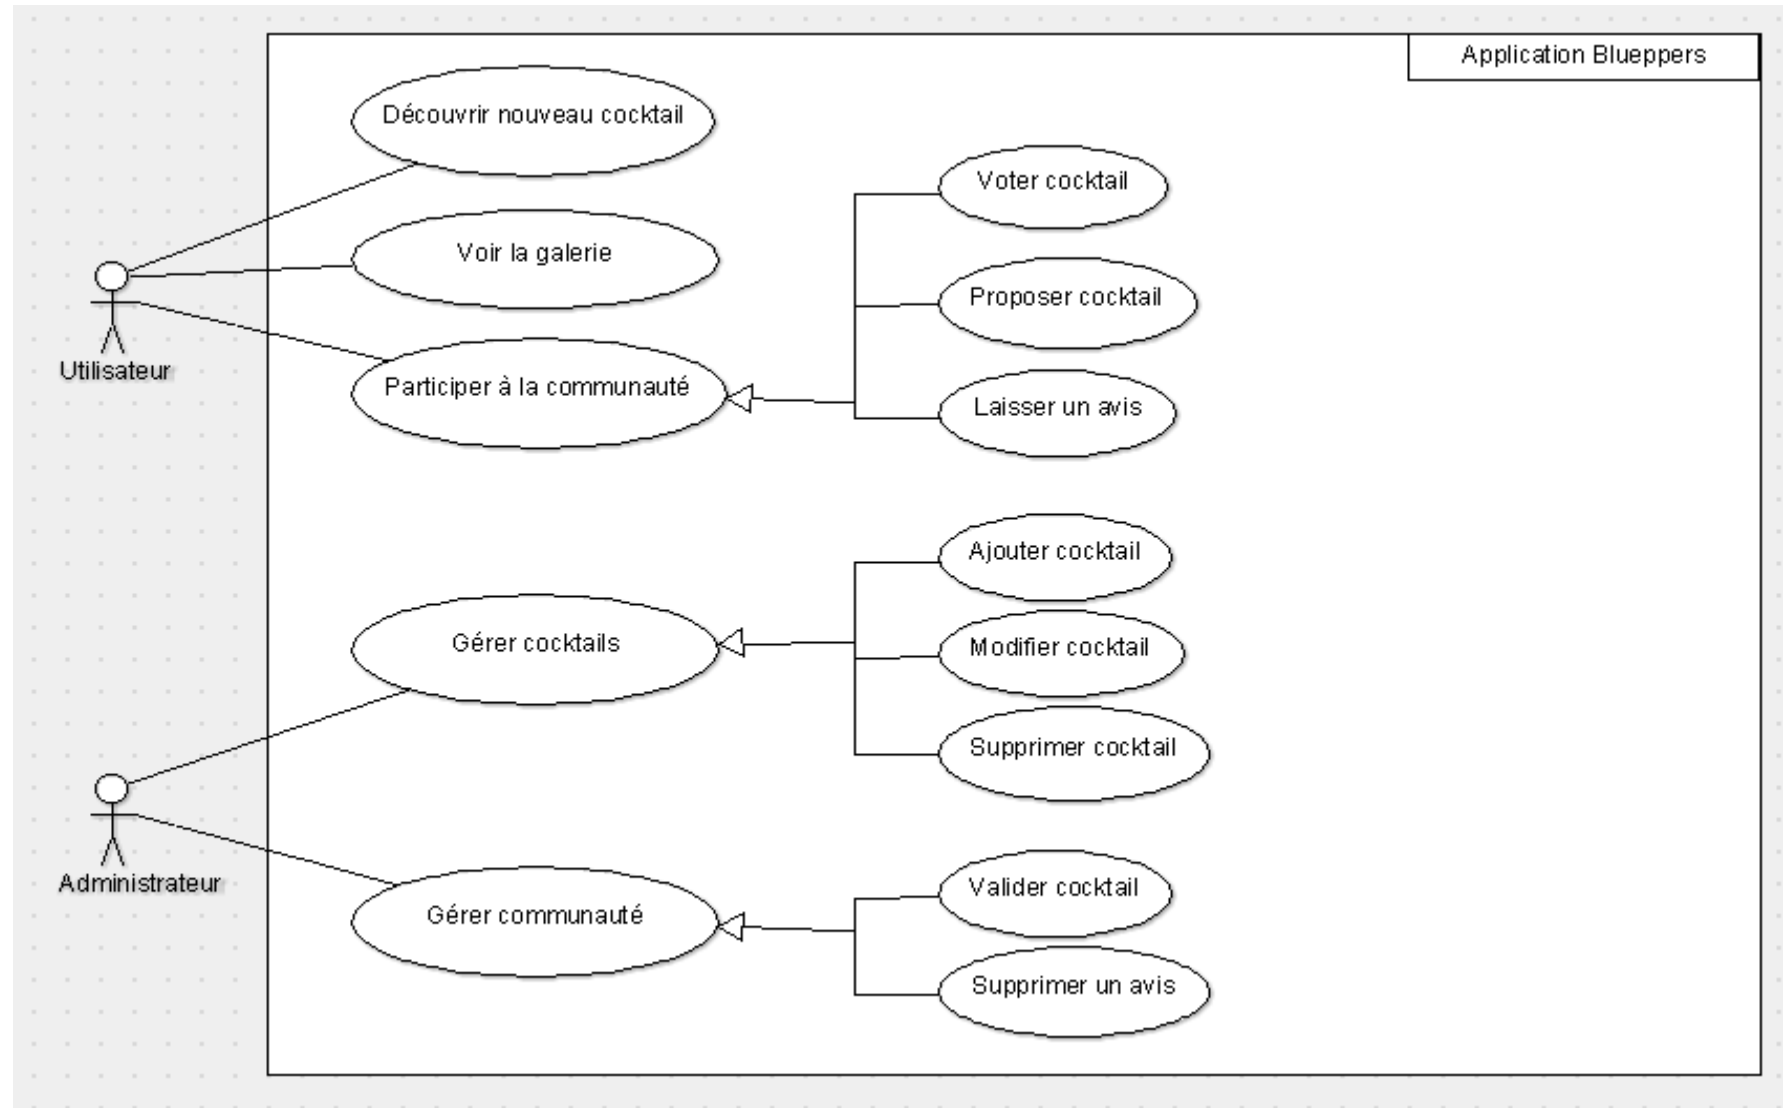 Application Blueppers
Découvrir nouveau cocktail
Voter cocktail
Voir la galerie
Proposer cocktail
Utilisateur
Participer à la communauté
Laisser un avis
Ajouter cocktail
Gérer cocktails
Modifier cocktail
Supprimer cocktail
Administrateur
Valider cocktail
Gérer communauté
Supprimer un avis